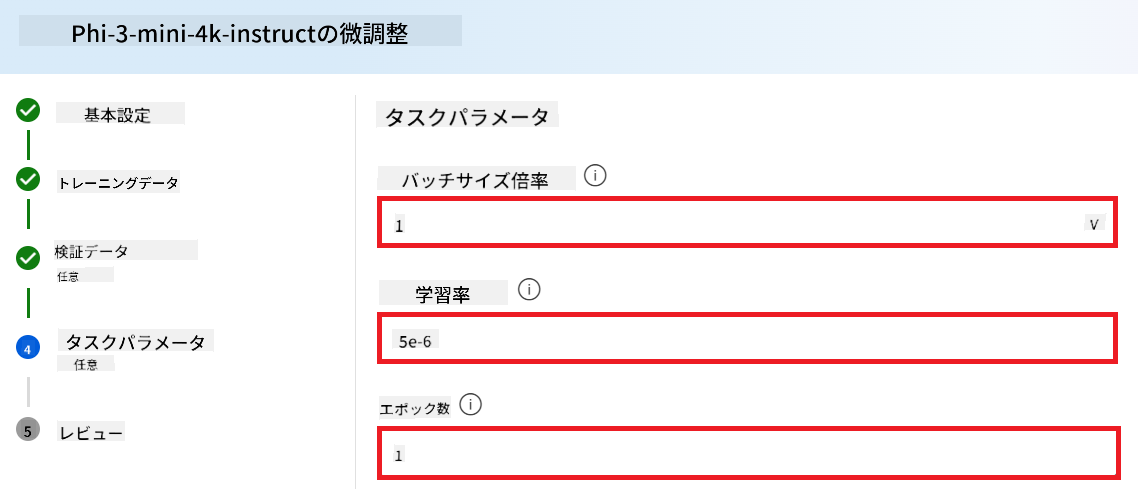 Phi-3-mini-4k-instructの微調整
基本設定
トレーニングデータ
検証データ
任意
4
タスクパラメータ
任意
5
レビュー
タスクパラメータ
バッチサイズ倍率
1
V
学習率
5e-6
エポック数
1